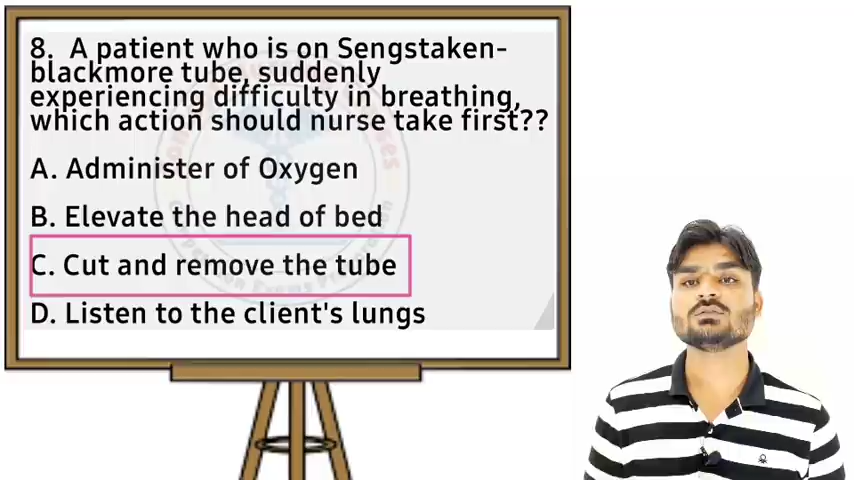 8. A patient who is on Sengstaken-
blackmore tube, suddenly
experiencing difficulty in breathing,
which action should nurse take first??
A. Administer of Oxygen
B. Elevate the head of bed
C. Cut and remove the tube
D. Listen to the client's lungs